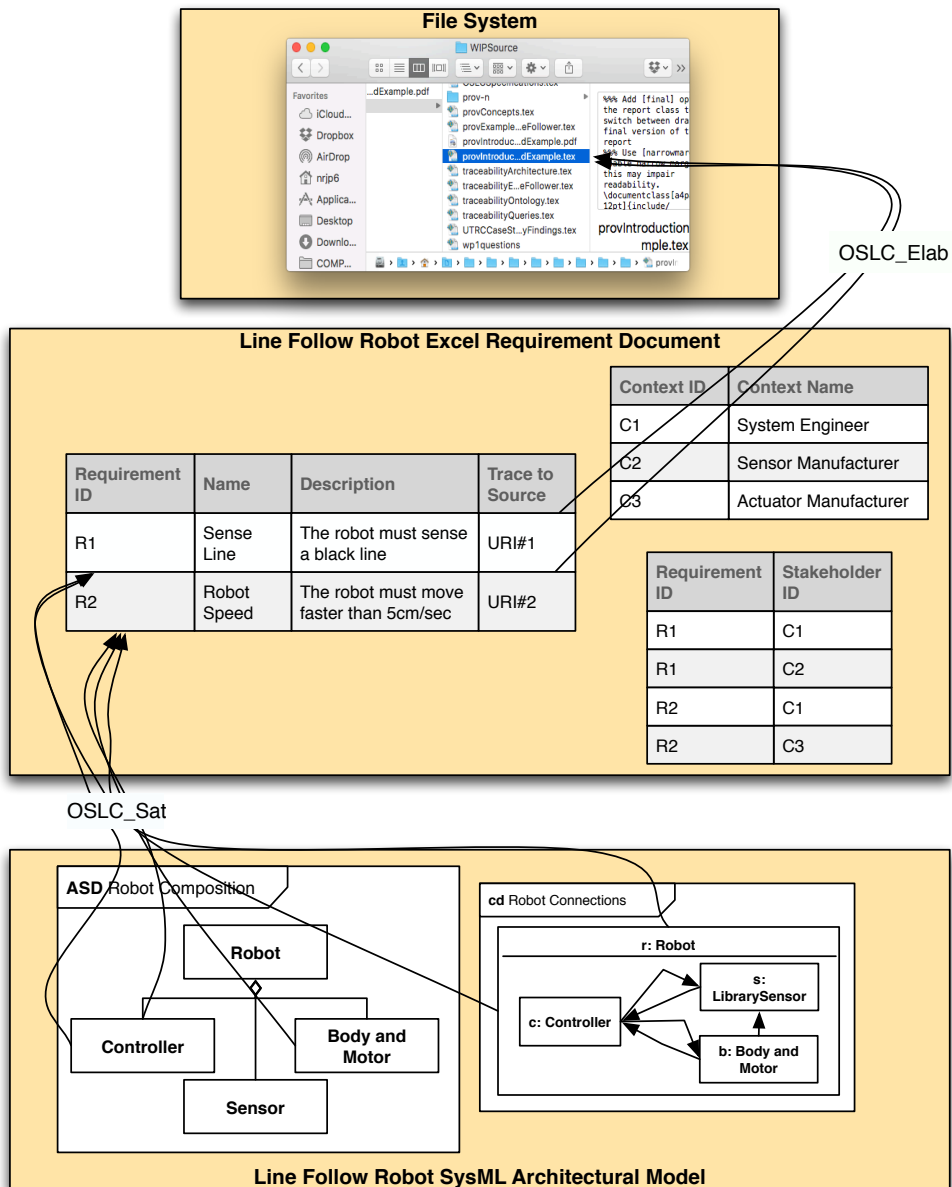 File System
WIPSource
Favorites
iCloud...
Dropbox
AirDrop
nrjp6
Applica...
Desktop
Downlo...
COMP...
...dExample.pdf
prov-n
provConcepts.tex
provExample...eFollower.tex
provIntroduc...dExample.pdf
provIntroduc...dExample.tex
traceabilityArchitecture.tex
traceabilityE...eFollower.tex
traceabilityOntology.tex
traceabilityQueries.tex
UTRCCaseSt...yFindings.tex
wp1questions
%%% Add [final] op
the report class t
switch between dra
final version of t
report
%%% Use [narrowmar
this may impair
readability.
\documentclass[a4p
12pt]{include/
provIntroduction
mple.tex
provIr
OSLC_Elab
Line Follow Robot Excel Requirement Document
Context ID Context Name
C1 System Engineer
C2 Sensor Manufacturer
C3 Actuator Manufacturer
Requirement ID Name Description Trace to Source
R1 Sense Line The robot must sense a black line URI#1
R2 Robot Speed The robot must move faster than 5cm/sec URI#2
Requirement ID Stakeholder ID
R1 C1
R1 C2
R2 C1
R2 C3
OSLC_Sat
ASD Robot Composition
Robot
Controller
Body and Motor
Sensor
cd Robot Connections
r: Robot
s: LibrarySensor
c: Controller
b: Body and Motor
Line Follow Robot SysML Architectural Model